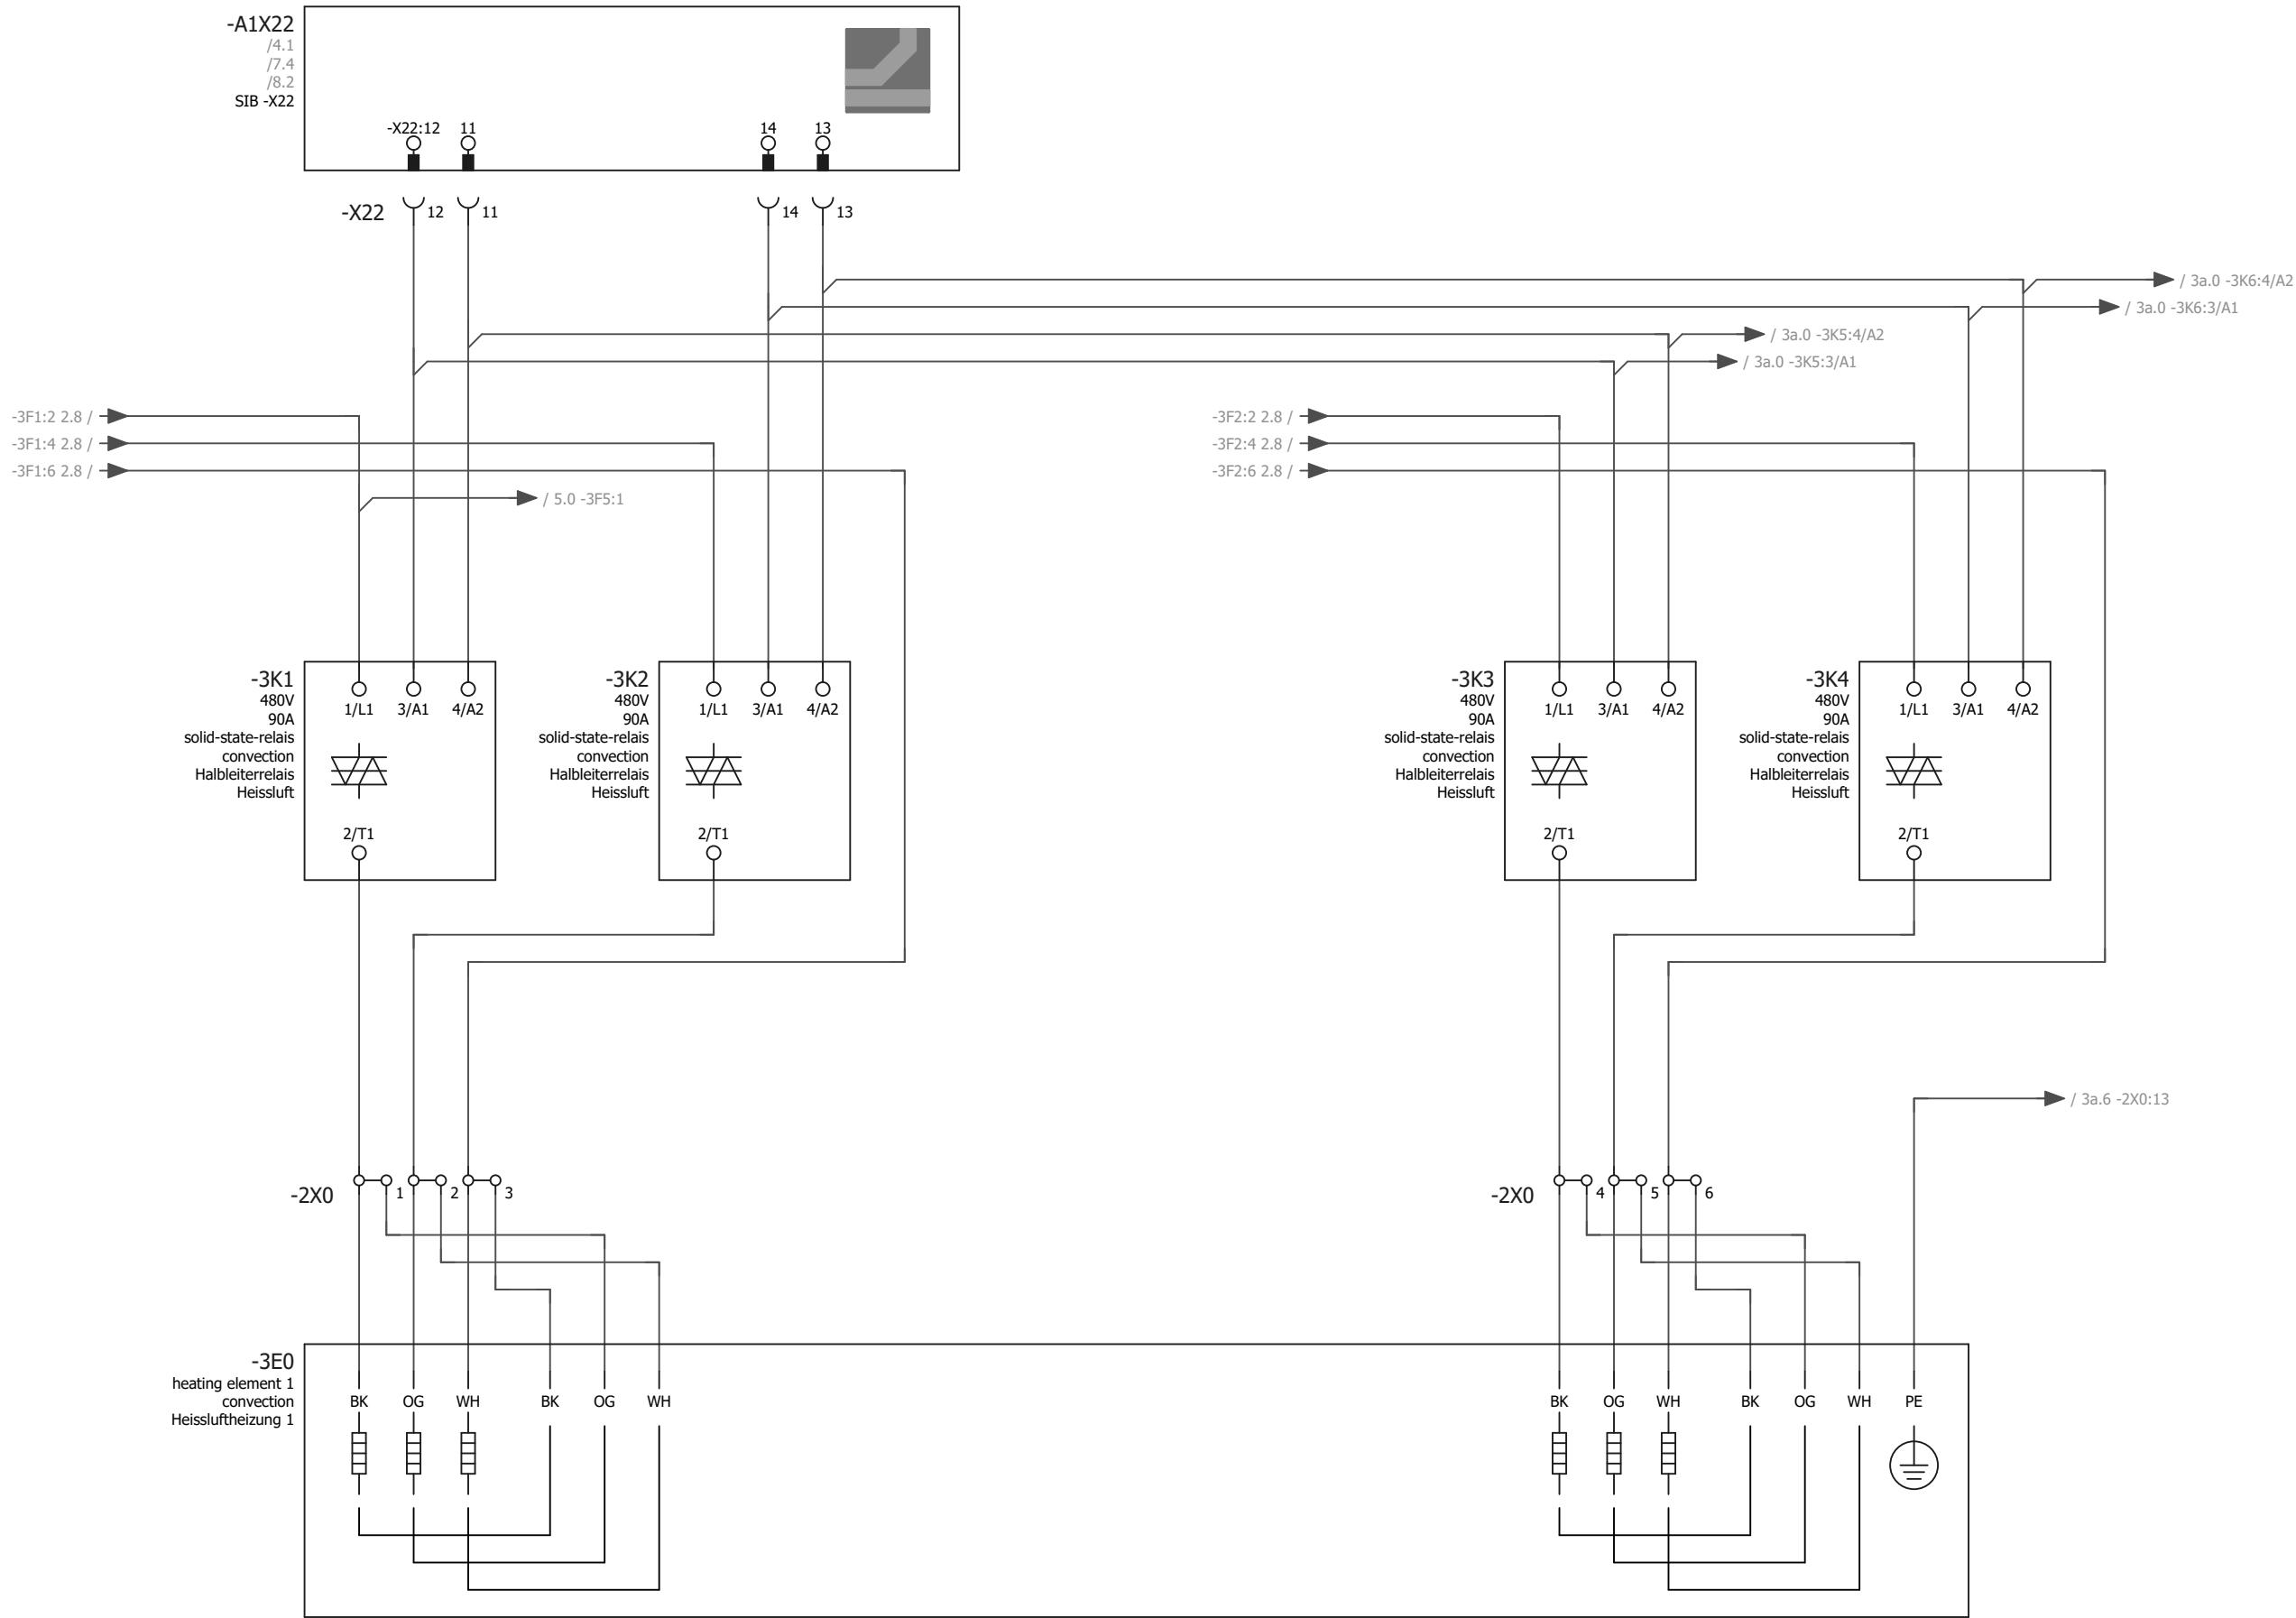 -A1X22
/4.1
/7.4
/8.2
SIB -X22
-X22:12 11 14 13
-X22 12 11 14 13
/ 3a.0 -3K6:4/A2
/ 3a.0 -3K6:3/A1
/ 3a.0 -3K5:4/A2
/ 3a.0 -3K5:3/A1
-3F1:2 2.8 /
-3F1:4 2.8 /
-3F1:6 2.8 /
/ 5.0 -3F5:1
-3F2:2 2.8 /
-3F2:4 2.8 /
-3F2:6 2.8 /
-3K1
480V
90A
solid-state-relais
convection
Halbleiterrelais
Heissluft
1/L1 3/A1 4/A2
2/T1
-3K2
480V
90A
solid-state-relais
convection
Halbleiterrelais
Heissluft
1/L1 3/A1 4/A2
2/T1
-3K3
480V
90A
solid-state-relais
convection
Halbleiterrelais
Heissluft
1/L1 3/A1 4/A2
2/T1
-3K4
480V
90A
solid-state-relais
convection
Halbleiterrelais
Heissluft
1/L1 3/A1 4/A2
2/T1
/ 3a.6 -2X0:13
-2X0 1 2 3
-2X0 4 5 6
-3E0
heating element 1
convection
Heissluftheizung 1
BK OG WH BK OG WH
BK OG WH BK OG WH PE